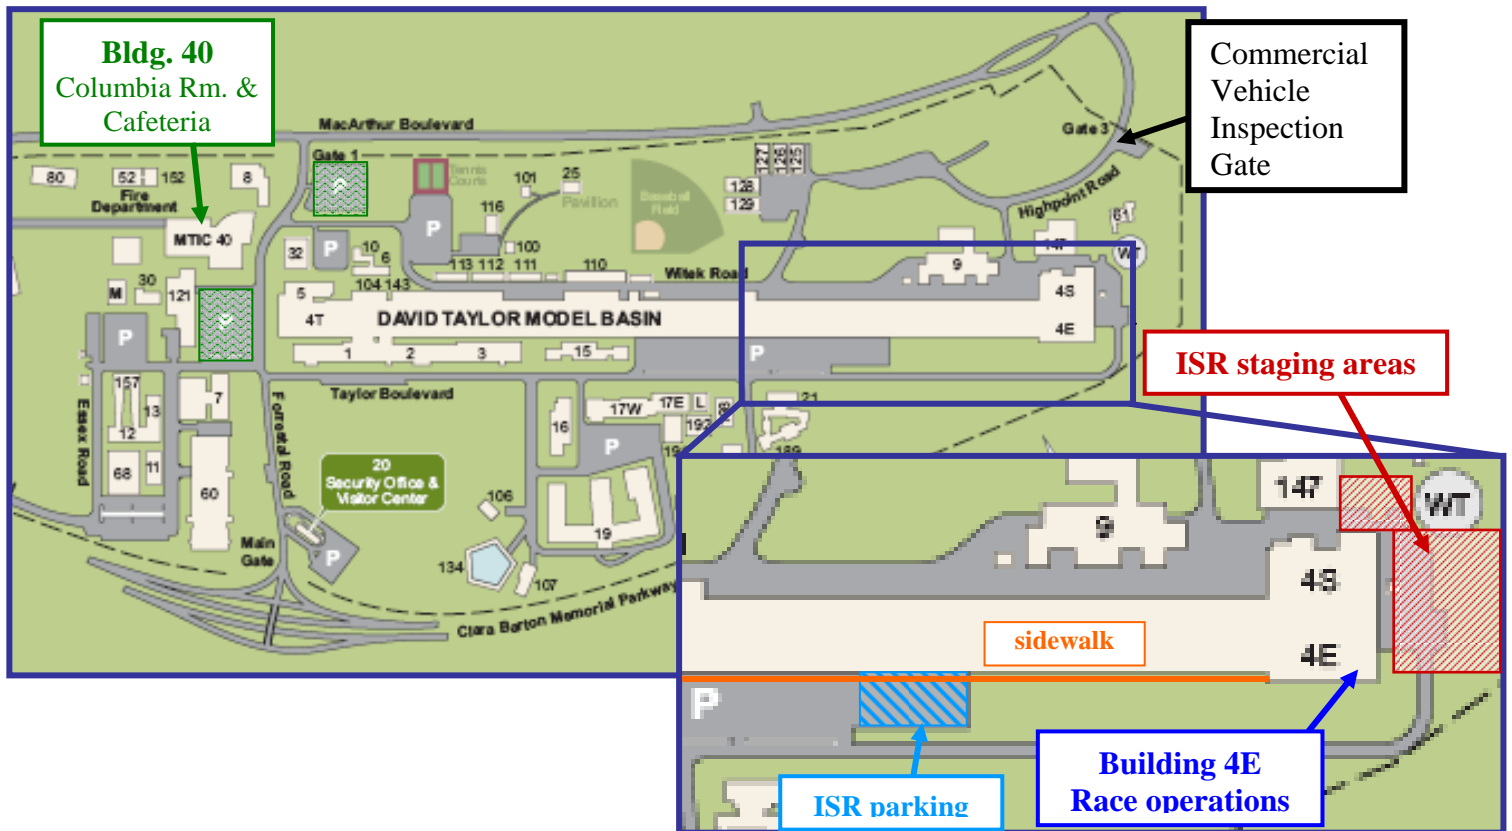 Bldg. 40
Columbia Rm. &
Cafeteria
Commercial
Vehicle
Inspection
Gate
MacArthur Boulevard
Gate 3
Gate 1
Tennis
Courts
80
52
152
8
Fire
Department
101
25
Pavilion
116
100
Baseball
Field
127
126
125
128
129
Highpoint Road
61
MTIC 40
P
P
32
10
6
147
WT
9
113
112
111
110
Witek Road
104
143
M
30
121
5
4T
DAVID TAYLOR MODEL BASIN
4S
4E
P
1
2
3
15
P
ISR staging areas
Taylor Boulevard
157
13
12
7
Essex Road
Forrestal Road
16
17W
17E
L
192
21
P
68
11
60
20
Security Office &
Visitor Center
106
19
Main
Gate
P
134
107
Clara Barton Memorial Parkway
147
WT
9
4S
4E
sidewalk
P
ISR parking
Building 4E
Race operations